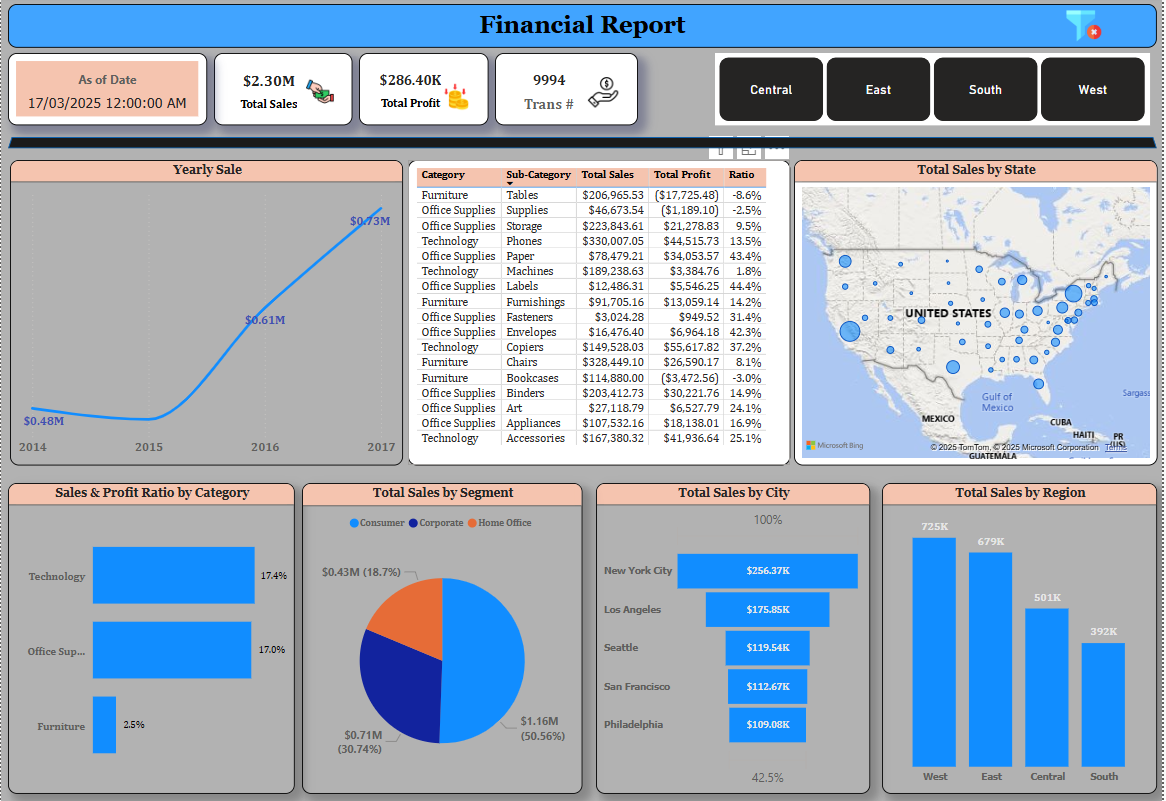 Financial Report
As of Date
17/03/2025 12:00:00 AM
$2.30M
Total Sales
$286.40K
Total Profit
9994
Trans #
Central
East
South
West
Yearly Sale
$0.73M
$0.61M
$0.48M
2014 2015 2016 2017
Category Sub-Category Total Sales Total Profit Ratio
Furniture Tables $206,965.53 ($17,725.48) -8.6%
Office Supplies Supplies $46,673.54 ($1,189.10) -2.5%
Office Supplies Storage $223,843.61 $21,278.83 9.5%
Technology Phones $330,007.05 $44,515.73 13.5%
Office Supplies Paper $78,479.21 $34,053.57 43.4%
Technology Machines $189,238.63 $3,384.76 1.8%
Office Supplies Labels $12,486.31 $5,546.25 44.4%
Furniture Furnishings $91,705.16 $13,059.14 14.2%
Office Supplies Fasteners $3,024.28 $949.52 31.4%
Office Supplies Envelopes $16,476.40 $6,964.18 42.3%
Technology Copiers $149,528.03 $55,617.82 37.2%
Furniture Chairs $328,449.10 $26,590.17 8.1%
Furniture Bookcases $114,880.00 ($3,472.56) -3.0%
Office Supplies Binders $203,412.73 $30,221.76 14.9%
Office Supplies Art $27,118.79 $6,527.79 24.1%
Office Supplies Appliances $107,532.16 $18,138.01 16.9%
Technology Accessories $167,380.32 $41,936.64 25.1%
Total Sales by State
UNITED STATES
Gulf of
Mexico
Sargass
MEXICO
CUBA
HAITI
PR
(US)
GUATEMALA
Microsoft Bing
© 2025 TomTom, © 2025 Microsoft Corporation Terms
Sales & Profit Ratio by Category
Technology 17.4%
Office Sup... 17.0%
Furniture 2.5%
Total Sales by Segment
Consumer Corporate Home Office
$0.43M (18.7%)
$1.16M
(50.56%)
$0.71M
(30.74%)
Total Sales by City
100%
New York City $256.37K
Los Angeles $175.85K
Seattle $119.54K
San Francisco $112.67K
Philadelphia $109.08K
42.5%
Total Sales by Region
725K
679K
501K
392K
West East Central South